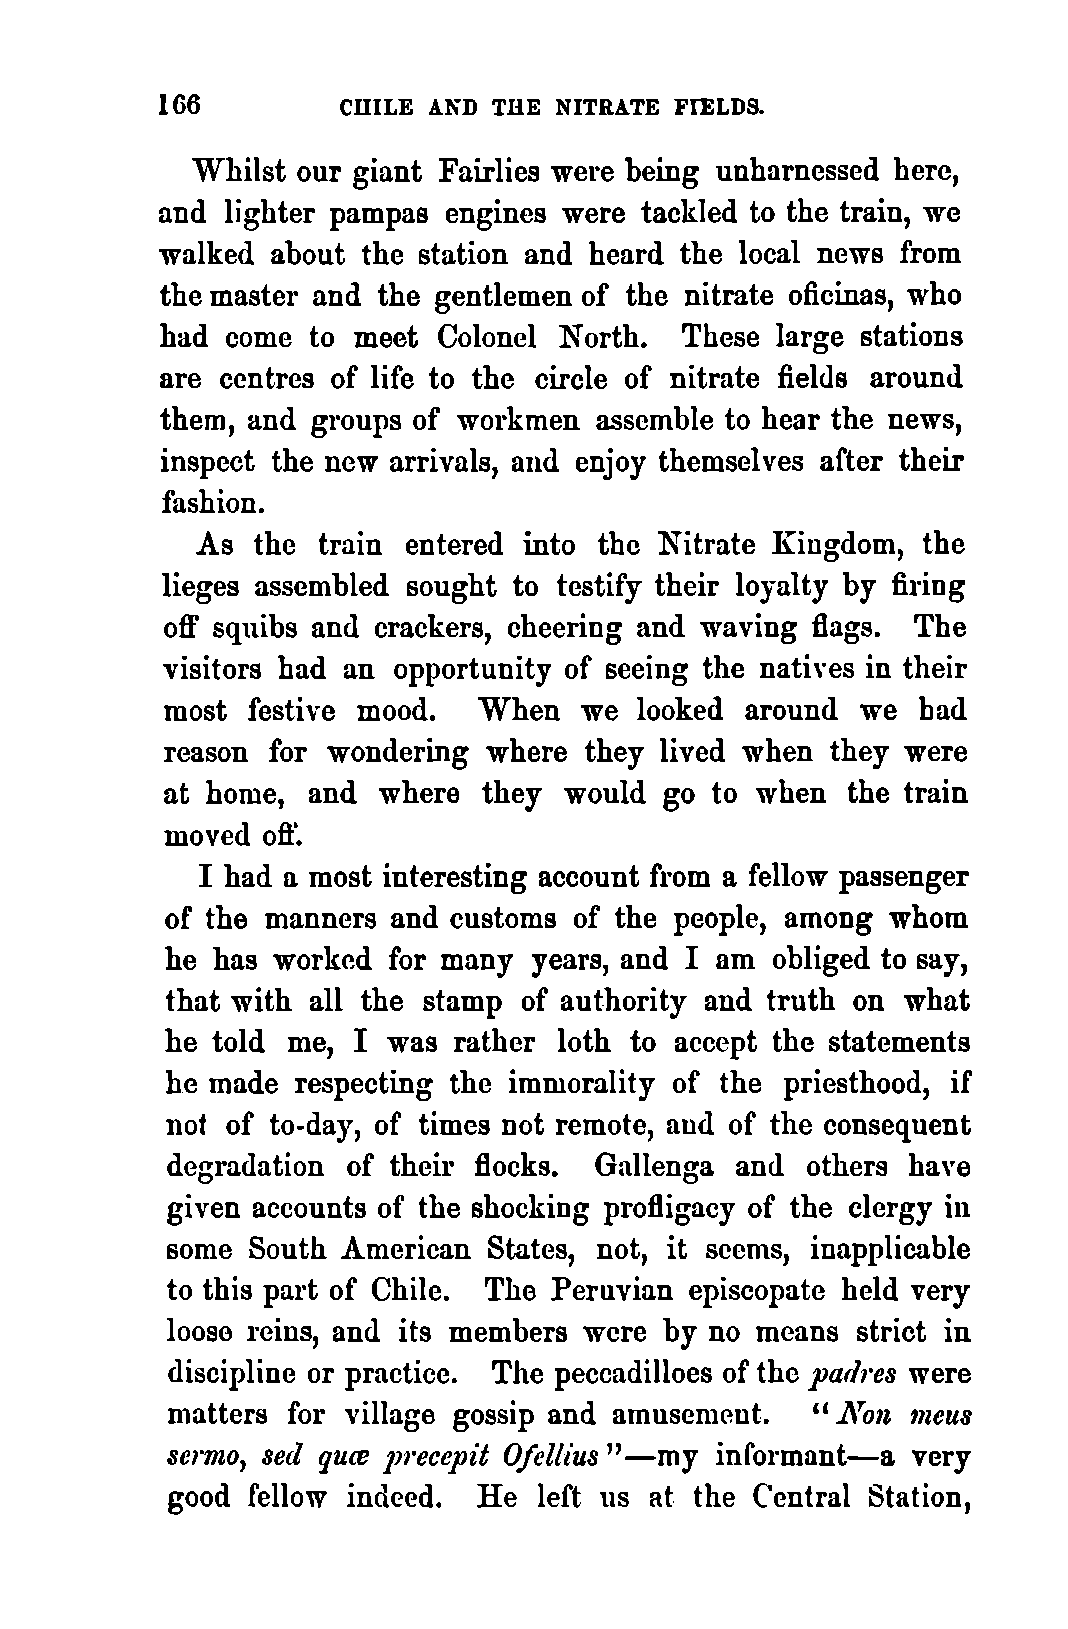 166 CHILE AND THE NITRATE FIELDS.
Whilst our giant Fairlies were being unharnessed here,
and lighter pampas engines were tackled to the train, we
walked about the station and heard the local news from
the master and the gentlemen of the nitrate oficinas, who
had come to meet Colonel North. These large stations
are centres of life to the circle of nitrate fields around
them, and groups of workmen assemble to hear the news,
inspect the new arrivals, and enjoy themselves after their
fashion.
As the train entered into the Nitrate Kingdom, the
lieges assembled sought to testify their loyalty by firing
off squibs and crackers, cheering and waving flags. The
visitors had an opportunity of seeing the natives in their
most festive mood. When we looked around we had
reason for wondering where they lived when they were
at home, and where they would go to when the train
moved off.
I had a most interesting account from a fellow passenger
of the manners and customs of the people, among whom
he has worked for many years, and I am obliged to say,
that with all the stamp of authority and truth on what
he told me, I was rather loth to accept the statements
he made respecting the immorality of the priesthood, if
not of to-day, of times not remote, and of the consequent
degradation of their flocks. Gallenga and others have
given accounts of the shocking profligacy of the clergy in
some South American States, not, it seems, inapplicable
to this part of Chile. The Peruvian episcopate held very
loose reins, and its members were by no means strict in
discipline or practice. The peccadilloes of the padres were
matters for village gossip and amusement. "Non meus
sermo, sed quæ precepit Ofellius"—my informant—a very
good fellow indeed. He left us at the Central Station,